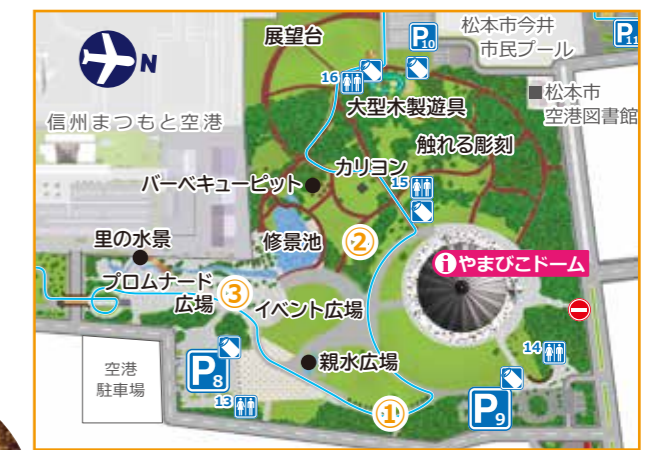 N
展望台
P10
松本市今井
市民プール
P11
16
大型木製遊具
松本市
空港図書館
信州まつもと空港
触れる彫刻
カリヨン
バーベキューピット
15
里の水景
修景池
②
iやまびこドーム
プロムナード
広場
③
イベント広場
空港
駐車場
P8
親水広場
14
13
①
P9